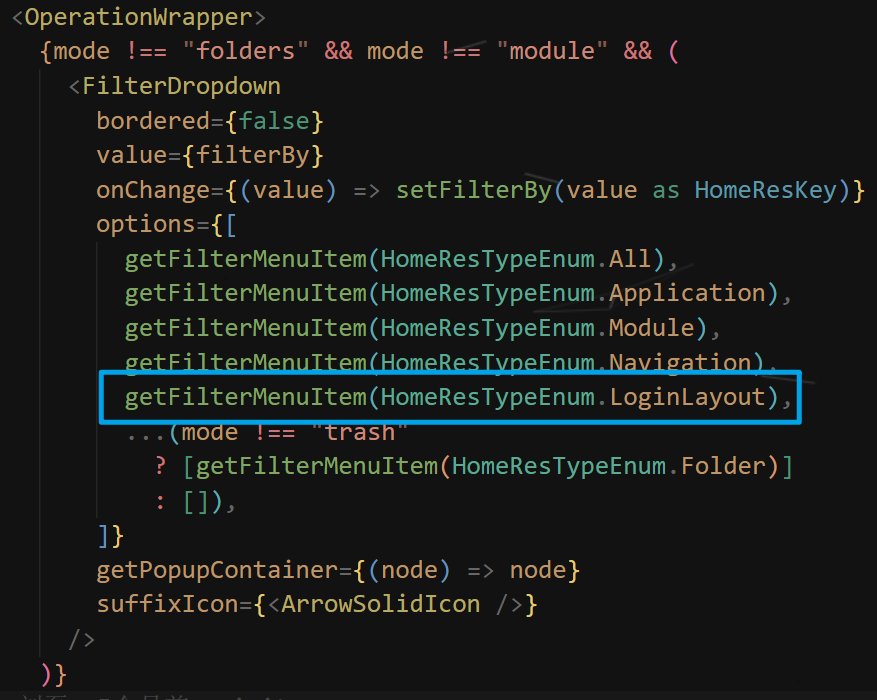 <OperationWrapper>
{mode !== "folders" && mode !== "module" && (
<FilterDropdown
bordered={false}
value={filterBy}
onChange={(value) => setFilterBy(value as HomeResKey)}
options={[
getFilterMenuItem(HomeResTypeEnum.All),
getFilterMenuItem(HomeResTypeEnum.Application),
getFilterMenuItem(HomeResTypeEnum.Module),
getFilterMenuItem(HomeResTypeEnum.Navigation),
getFilterMenuItem(HomeResTypeEnum.LoginLayout),
...(mode !== "trash"
? [getFilterMenuItem(HomeResTypeEnum.Folder)]
: []),
]}
getPopupContainer={(node) => node}
suffixIcon={<ArrowSolidIcon />}
/>
)}